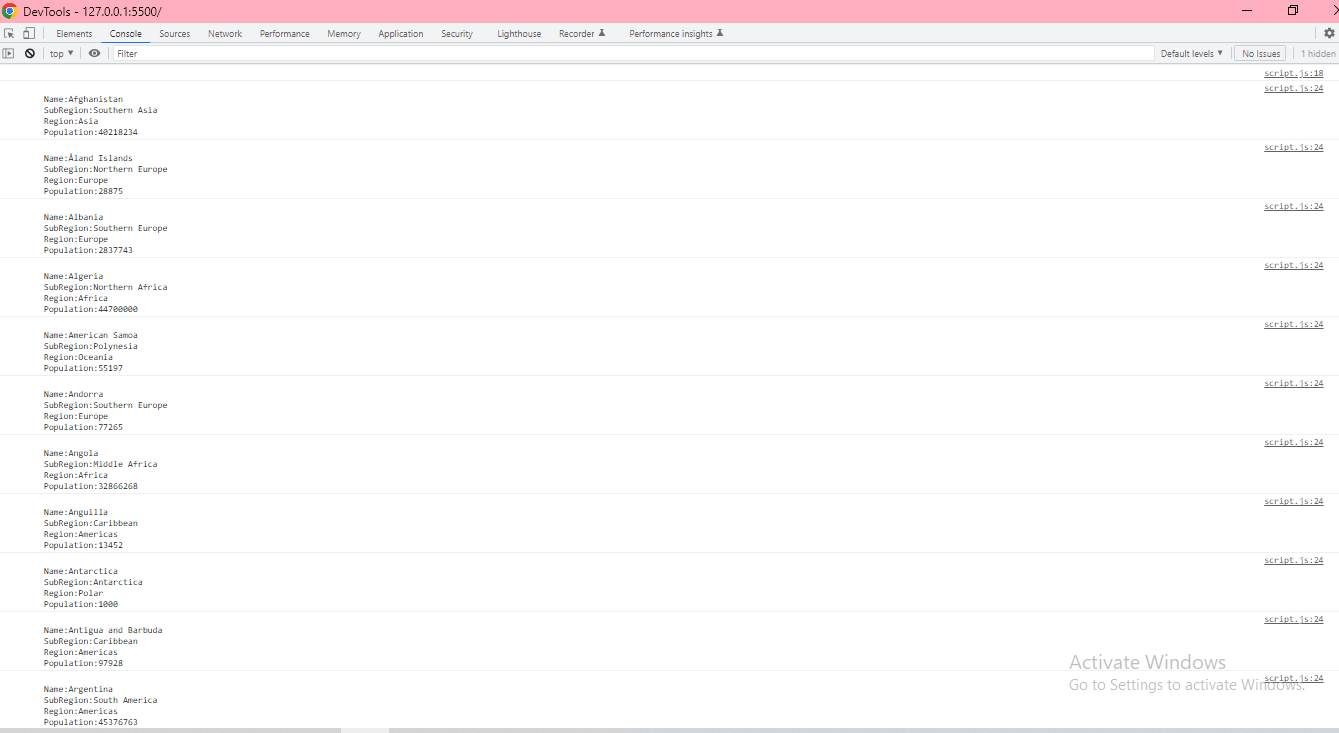 DevTools - 127.0.0.1:5500/
Elements Console Sources Network Performance Memory Application Security Lighthouse Recorder Performance insights
top Filter Default levels No Issues 1 hidden
script.js:18
script.js:24
Name:Afghanistan
SubRegion:Southern Asia
Region:Asia
Population:40218234
script.js:24
Name:Åland Islands
SubRegion:Northern Europe
Region:Europe
Population:28875
script.js:24
Name:Albania
SubRegion:Southern Europe
Region:Europe
Population:2837743
script.js:24
Name:Algeria
SubRegion:Northern Africa
Region:Africa
Population:44700000
script.js:24
Name:American Samoa
SubRegion:Polynesia
Region:Oceania
Population:55197
script.js:24
Name:Andorra
SubRegion:Southern Europe
Region:Europe
Population:77265
script.js:24
Name:Angola
SubRegion:Middle Africa
Region:Africa
Population:32866268
script.js:24
Name:Anguilla
SubRegion:Caribbean
Region:Americas
Population:13452
script.js:24
Name:Antarctica
SubRegion:Antarctica
Region:Polar
Population:1000
script.js:24
Name:Antigua and Barbuda
SubRegion:Caribbean
Region:Americas
Population:97928
Activate Windows
script.js:24
Go to Settings to activate Windows.
Name:Argentina
SubRegion:South America
Region:Americas
Population:45376763